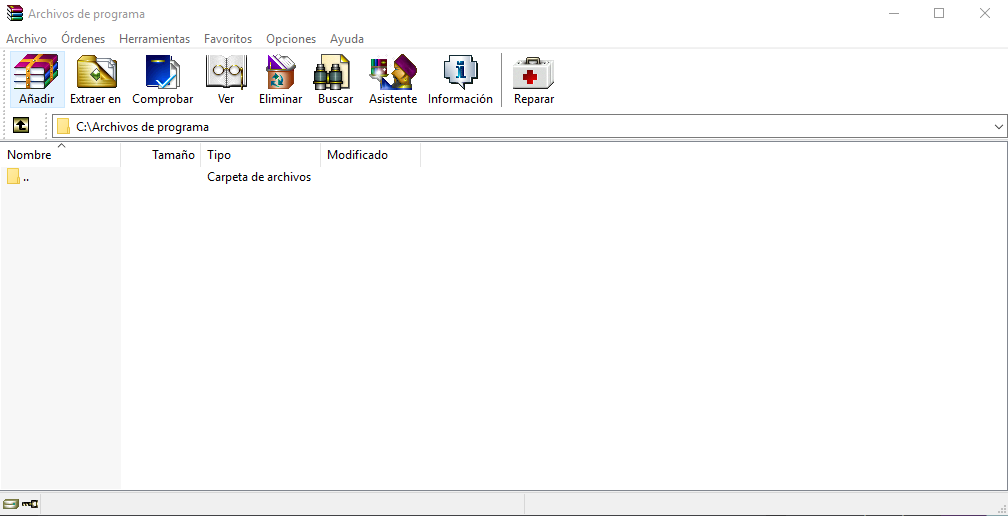 Archivos de programa
Archivo Órdenes Herramientas Favoritos Opciones Ayuda
Añadir Extraer en Comprobar Ver Eliminar Buscar Asistente Información Reparar
C:\Archivos de programa
Nombre Tamaño Tipo Modificado
.. Carpeta de archivos